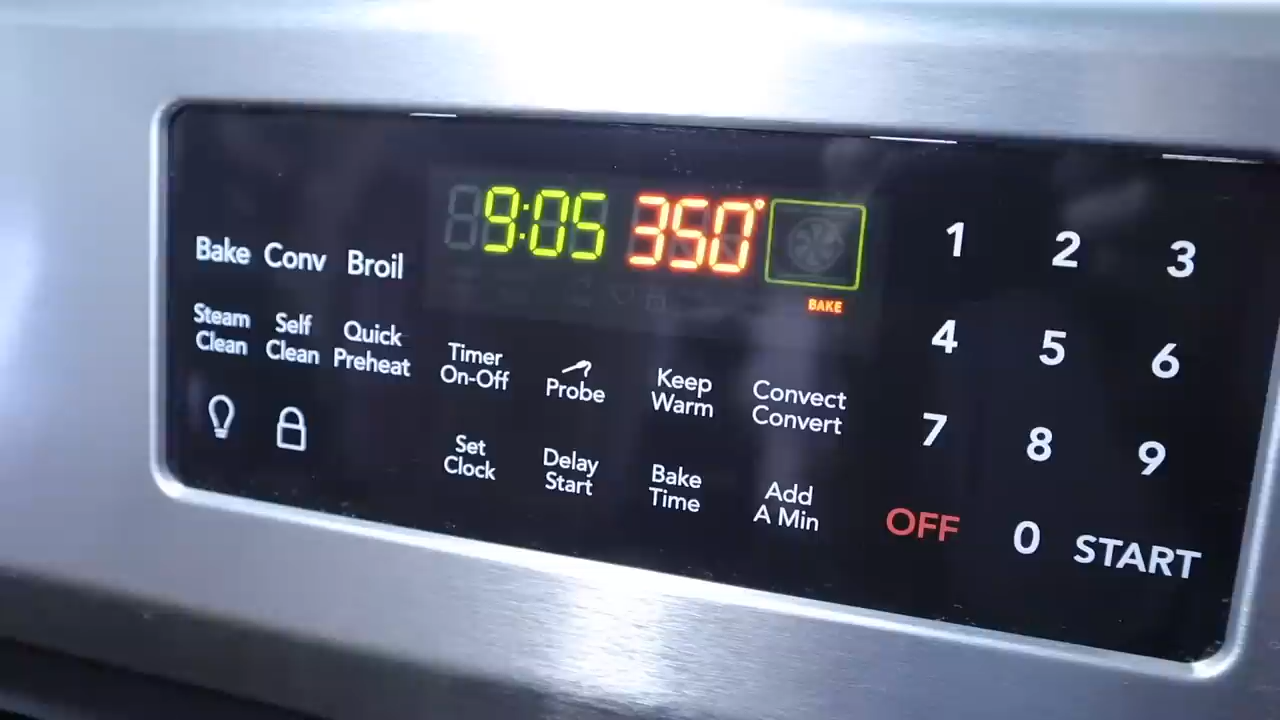 9:05 350°
BAKE
Bake Conv Broil
Steam
Clean
Self
Clean
Quick
Preheat
Timer
On-Off
Probe
Keep
Warm
Convect
Convert
Set
Clock
Delay
Start
Bake
Time
Add
A Min
1 2 3
4 5 6
7 8 9
OFF 0 START